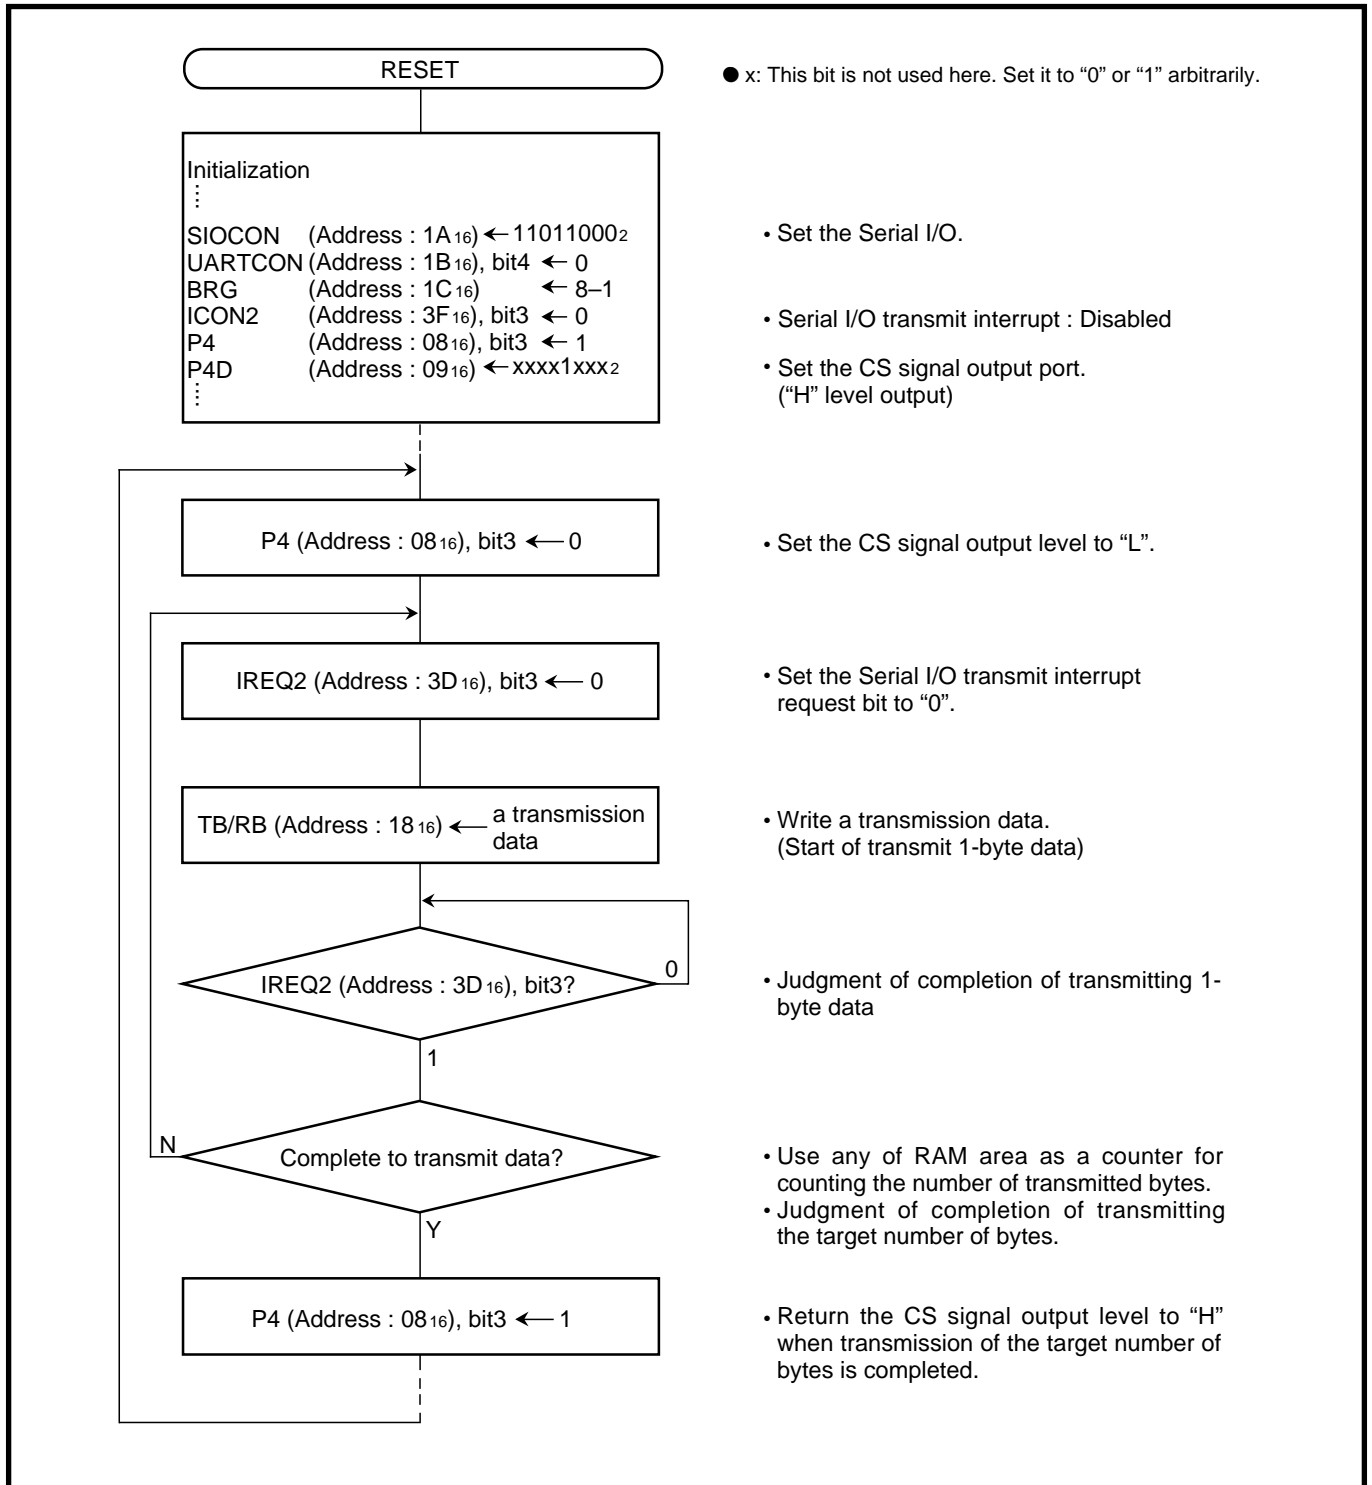 RESET
● x: This bit is not used here. Set it to “0” or “1” arbitrarily.
Initialization
⋮
SIOCON (Address : 1A16) ← 110110002
UARTCON (Address : 1B16), bit4 ← 0
BRG (Address : 1C16) ← 8–1
ICON2 (Address : 3F16), bit3 ← 0
P4 (Address : 0816), bit3 ← 1
P4D (Address : 0916) ← xxxx1xxx2
⋮
• Set the Serial I/O.
• Serial I/O transmit interrupt : Disabled
• Set the CS signal output port.
(“H” level output)
P4 (Address : 0816), bit3 ← 0
• Set the CS signal output level to “L”.
IREQ2 (Address : 3D16), bit3 ← 0
• Set the Serial I/O transmit interrupt
request bit to “0”.
TB/RB (Address : 1816) ← a transmission
data
• Write a transmission data.
(Start of transmit 1-byte data)
IREQ2 (Address : 3D16), bit3?
0
1
• Judgment of completion of transmitting 1-
byte data
Complete to transmit data?
N
Y
• Use any of RAM area as a counter for
counting the number of transmitted bytes.
• Judgment of completion of transmitting
the target number of bytes.
P4 (Address : 0816), bit3 ← 1
• Return the CS signal output level to “H”
when transmission of the target number of
bytes is completed.